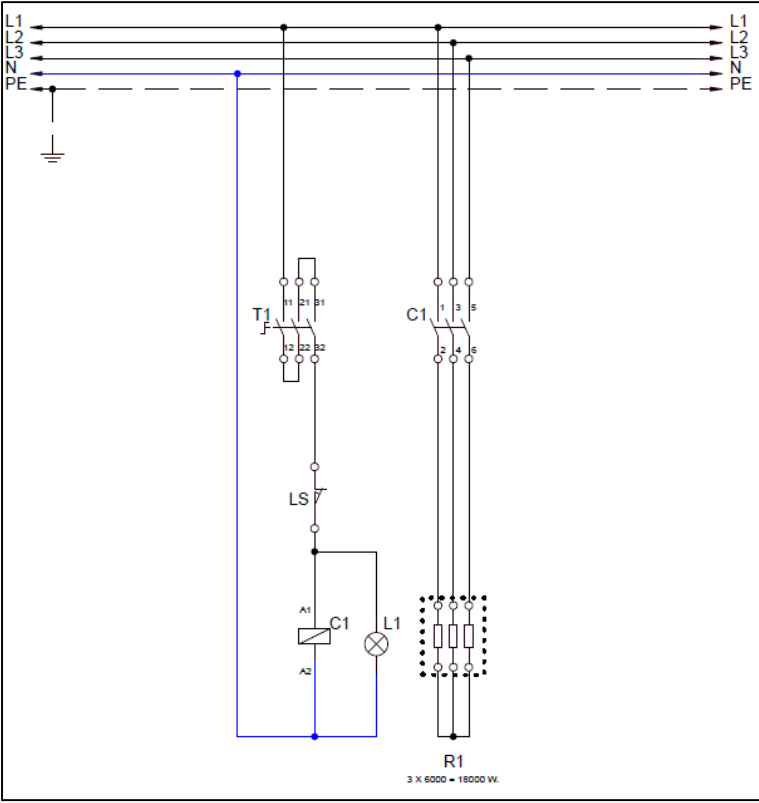 L1 L1
L2 L2
L3 L3
N N
PE PE
11 21 31
T1
12 22 32
1 3 5
C1
2 4 6
LS
A1
C1 L1
A2
R1
3 X 6000 = 18000 W.